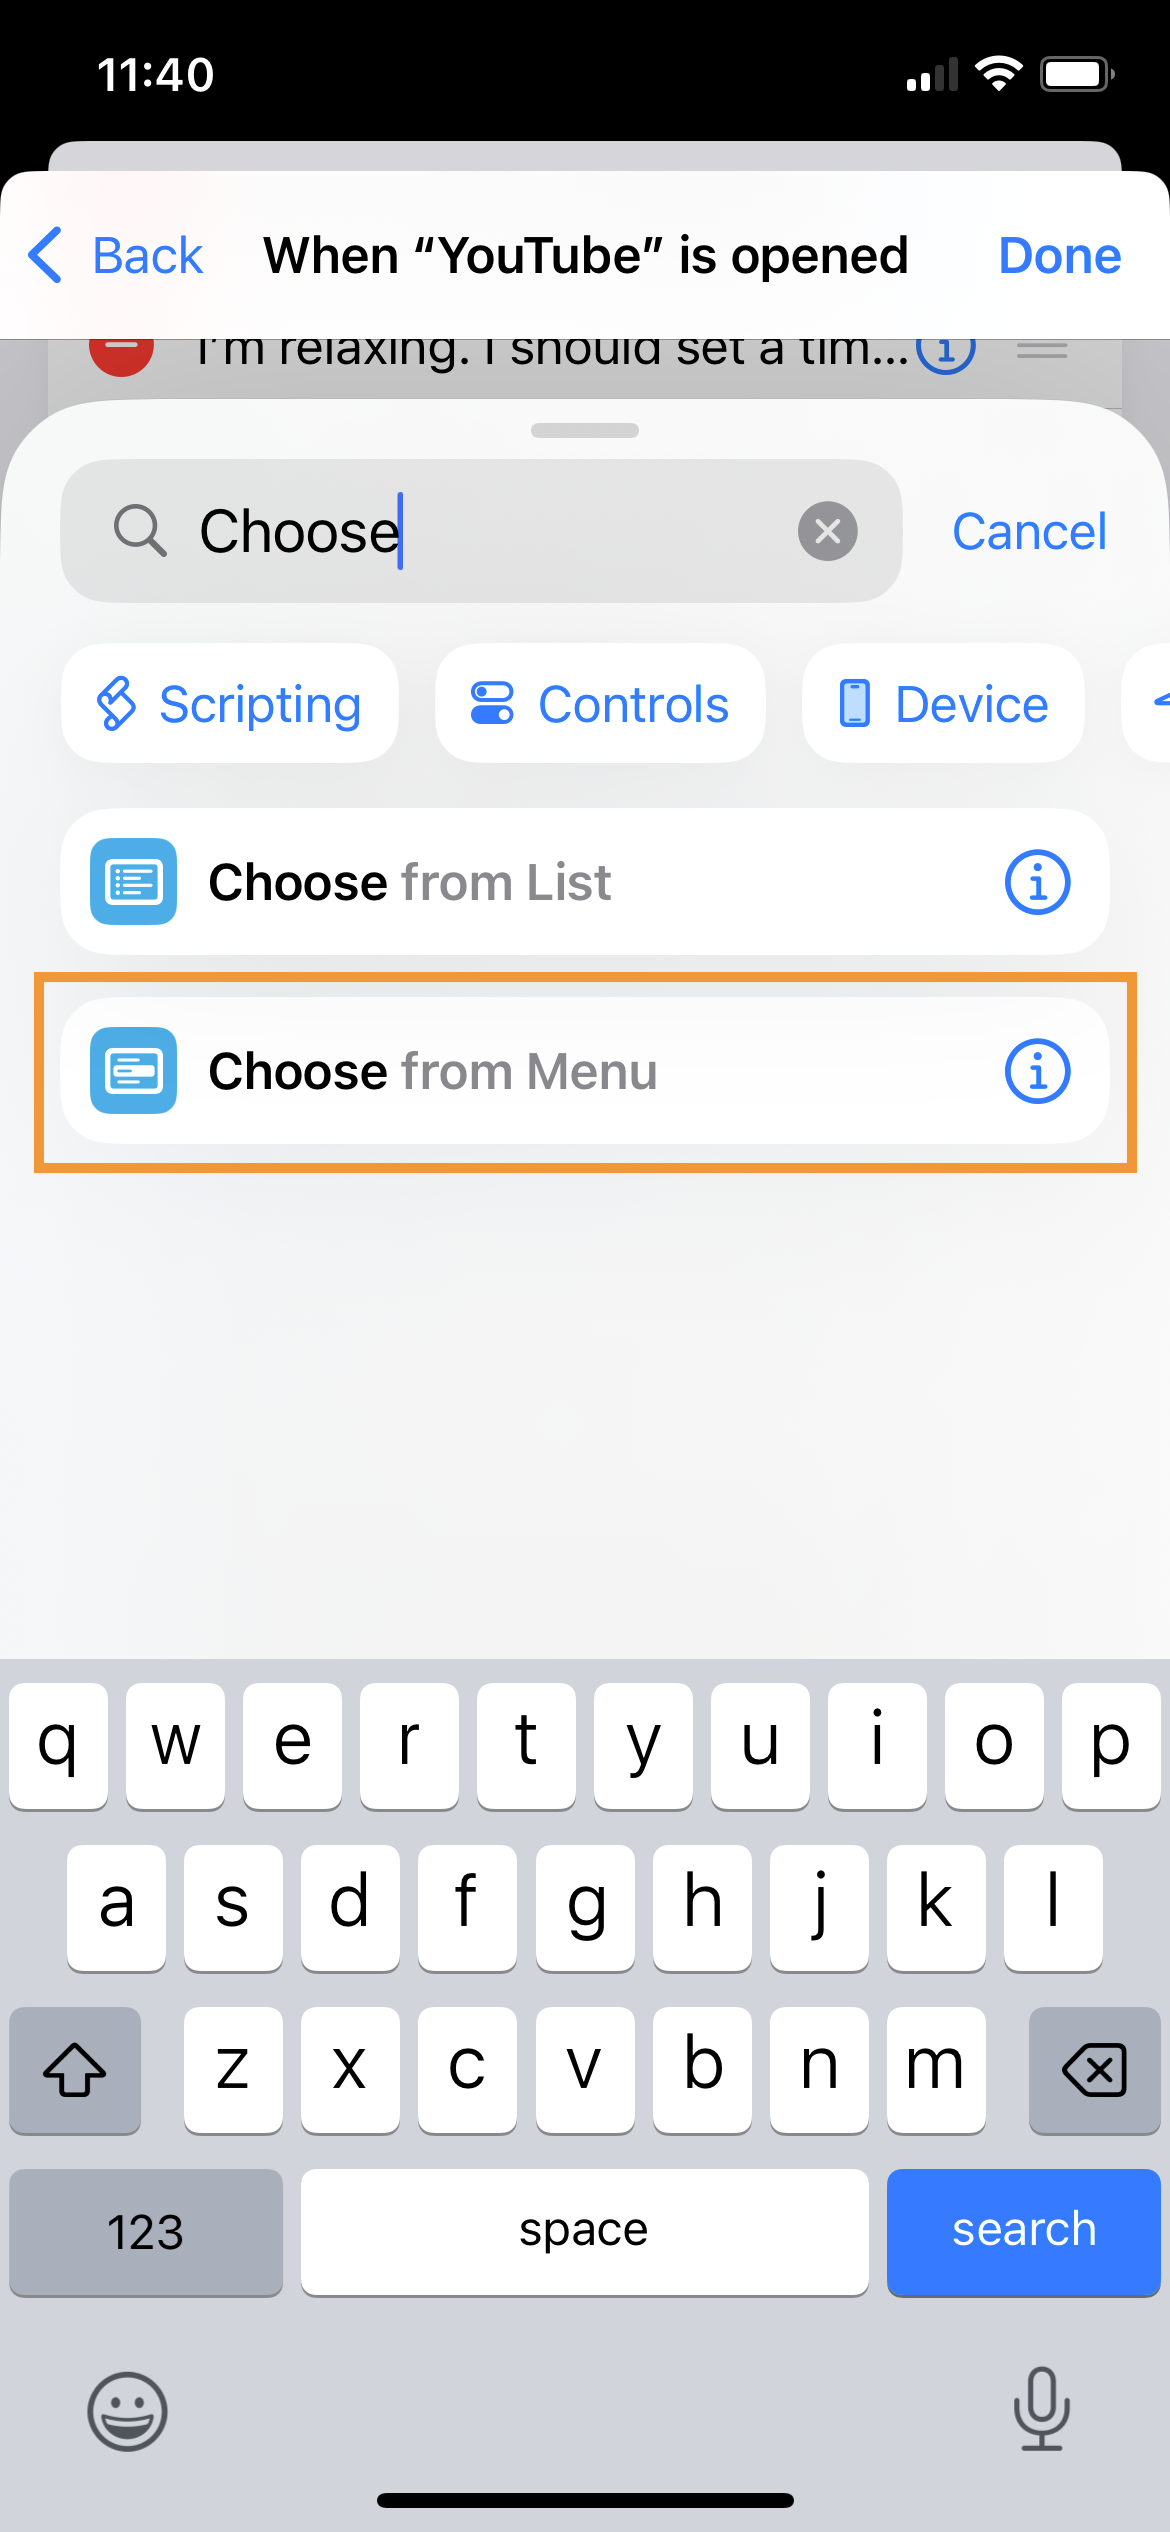 11:40
Back When “YouTube” is opened Done
I'm relaxing. I should set a tim...
Choose Cancel
Scripting Controls Device
Choose from List
Choose from Menu
q w e r t y u i o p
a s d f g h j k l
z x c v b n m
123 space search